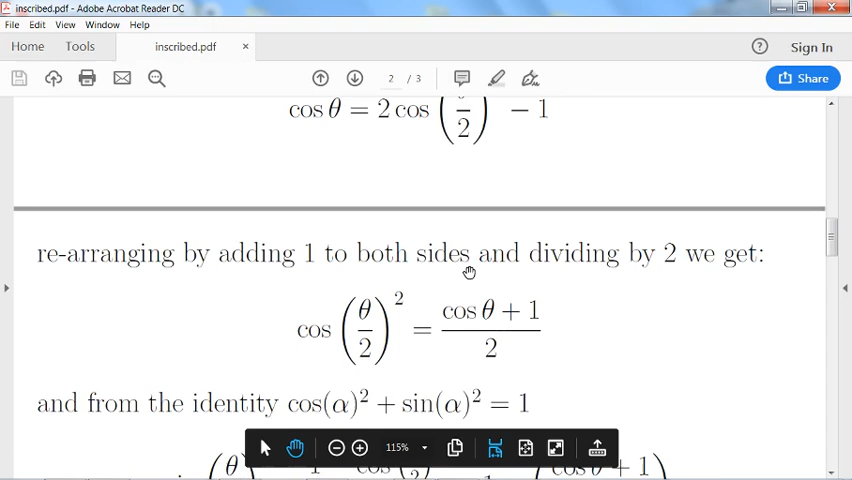 inscribed.pdf - Adobe Acrobat Reader DC
File Edit View Window Help
Home Tools inscribed.pdf × ? Sign In
2 / 3 Share
cos θ = 2 cos ( /2) − 1
re-arranging by adding 1 to both sides and dividing by 2 we get:
cos (θ/2)² = (cos θ + 1)/2
and from the identity cos(α)² + sin(α)² = 1
115%